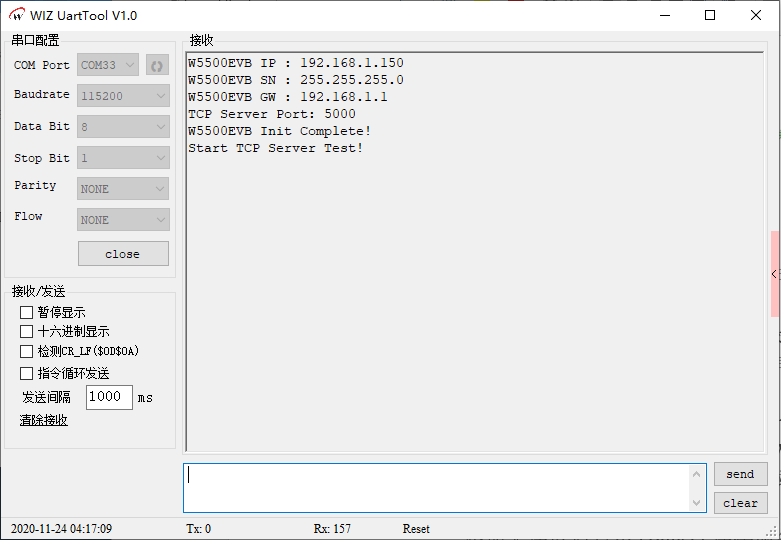 WIZ UartTool V1.0
串口配置
COM Port COM33
Baudrate 115200
Data Bit 8
Stop Bit 1
Parity NONE
Flow NONE
close
接收/发送
暂停显示
十六进制显示
检测CR_LF($0D$0A)
指令循环发送
发送间隔 1000 ms
清除接收
接收
W5500EVB IP : 192.168.1.150
W5500EVB SN : 255.255.255.0
W5500EVB GW : 192.168.1.1
TCP Server Port: 5000
W5500EVB Init Complete!
Start TCP Server Test!
send
clear
2020-11-24 04:17:09 Tx: 0 Rx: 157 Reset